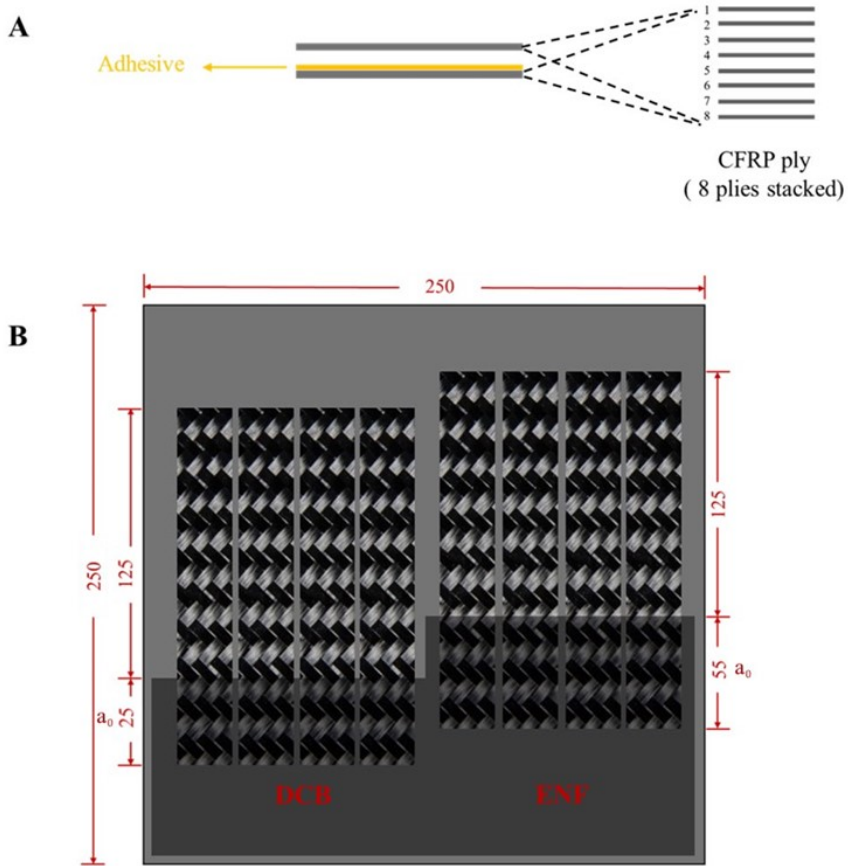 A
Adhesive
1
2
3
4
5
6
7
8
CFRP ply
( 8 plies stacked)
B
250
250
125
a₀ 25
125
55 a₀
DCB
ENF